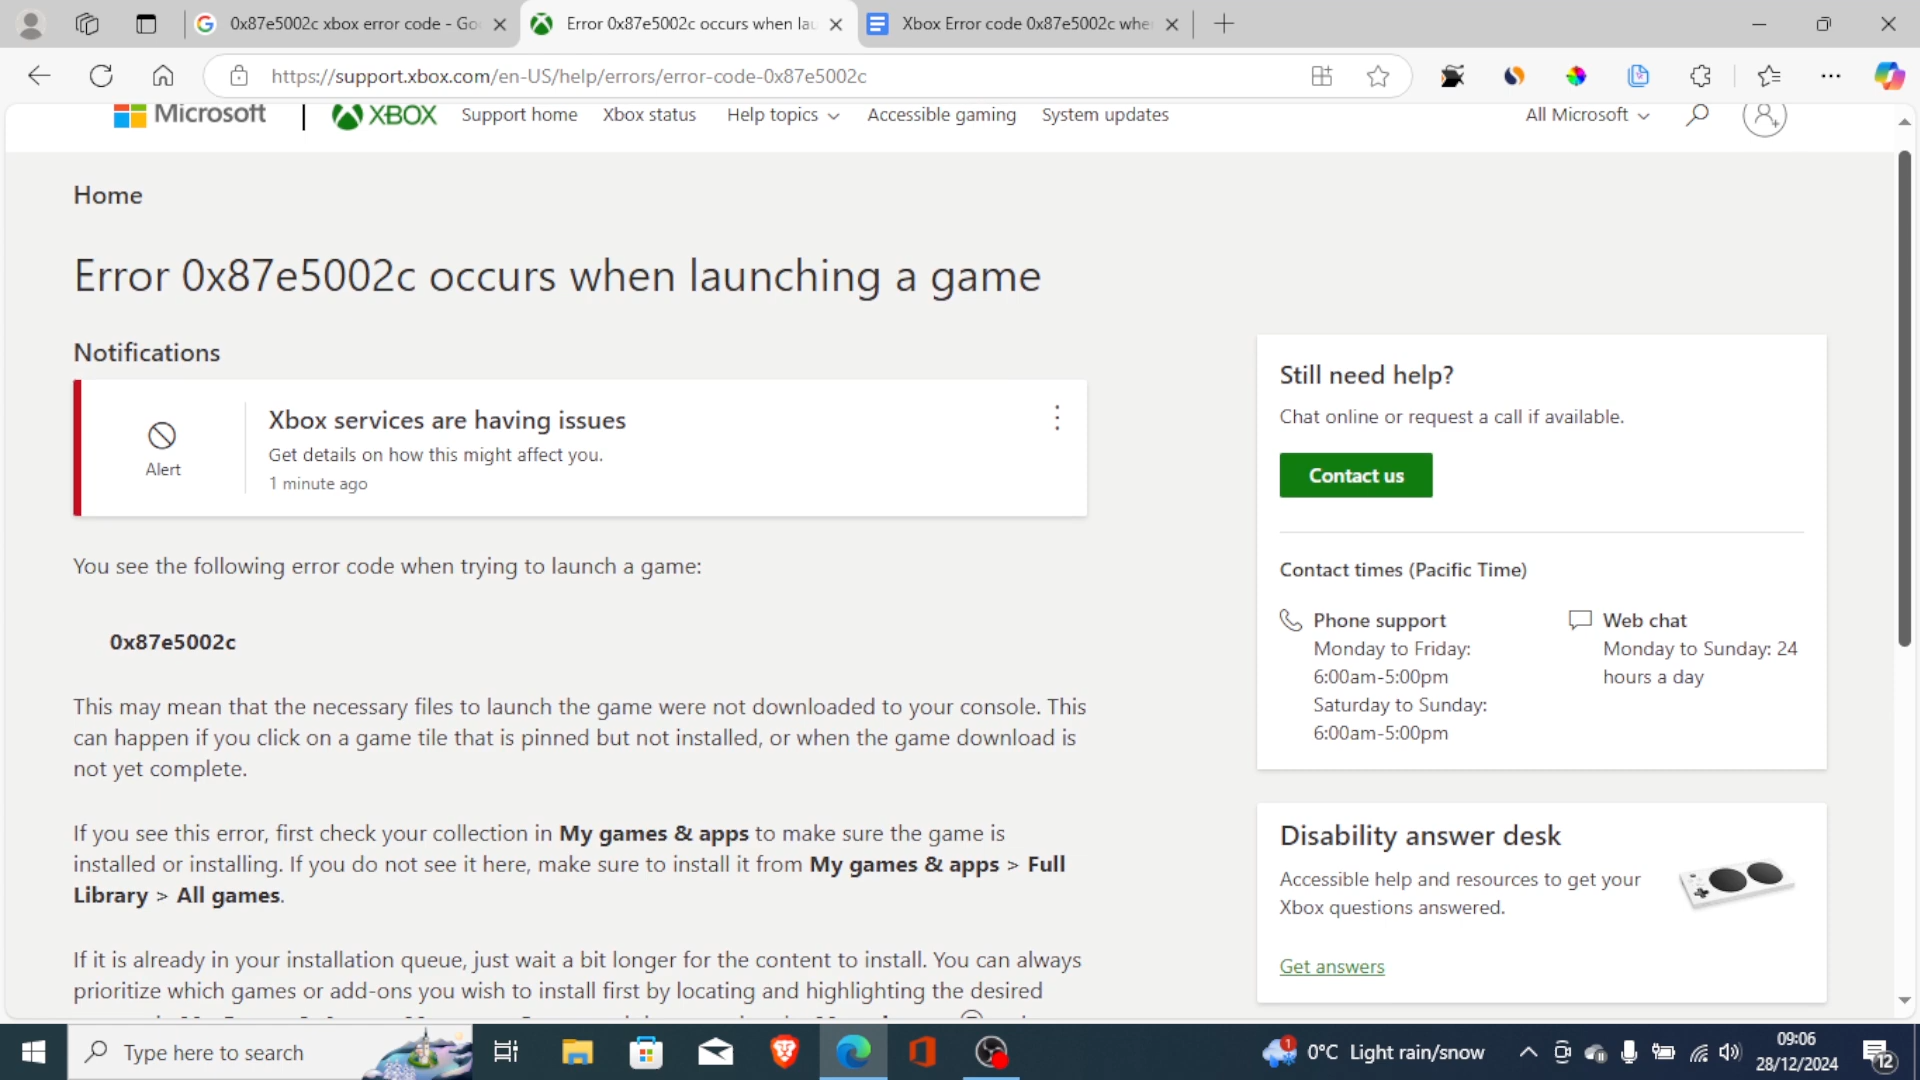 0x87e5002c xbox error code - Go
Error 0x87e5002c occurs when lau
Xbox Error code 0x87e5002c whe
https://support.xbox.com/en-US/help/errors/error-code-0x87e5002c
Microsoft
XBOX
Support home
Xbox status
Help topics
Accessible gaming
System updates
All Microsoft
Home
Error 0x87e5002c occurs when launching a game
Notifications
Alert
Xbox services are having issues
Get details on how this might affect you.
1 minute ago
You see the following error code when trying to launch a game:
0x87e5002c
This may mean that the necessary files to launch the game were not downloaded to your console. This
can happen if you click on a game tile that is pinned but not installed, or when the game download is
not yet complete.
If you see this error, first check your collection in My games & apps to make sure the game is
installed or installing. If you do not see it here, make sure to install it from My games & apps > Full
Library > All games.
If it is already in your installation queue, just wait a bit longer for the content to install. You can always
prioritize which games or add-ons you wish to install first by locating and highlighting the desired
Still need help?
Chat online or request a call if available.
Contact us
Contact times (Pacific Time)
Phone support
Monday to Friday:
6:00am-5:00pm
Saturday to Sunday:
6:00am-5:00pm
Web chat
Monday to Sunday: 24
hours a day
Disability answer desk
Accessible help and resources to get your
Xbox questions answered.
Get answers
Type here to search
1
0°C Light rain/snow
09:06
28/12/2024
12